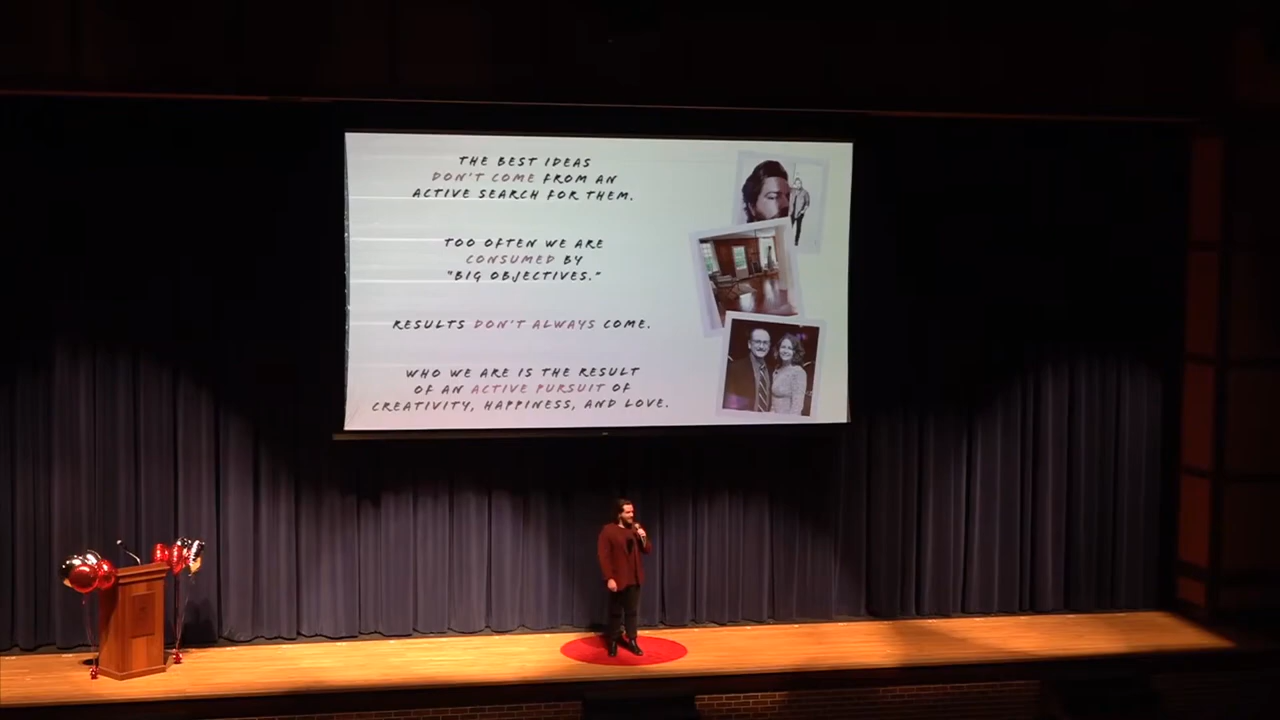 THE BEST IDEAS
DON'T COME FROM AN
ACTIVE SEARCH FOR THEM.
TOO OFTEN WE ARE
CONSUMED BY
"BIG OBJECTIVES."
RESULTS DON'T ALWAYS COME.
WHO WE ARE IS THE RESULT
OF AN ACTIVE PURSUIT OF
CREATIVITY, HAPPINESS, AND LOVE.